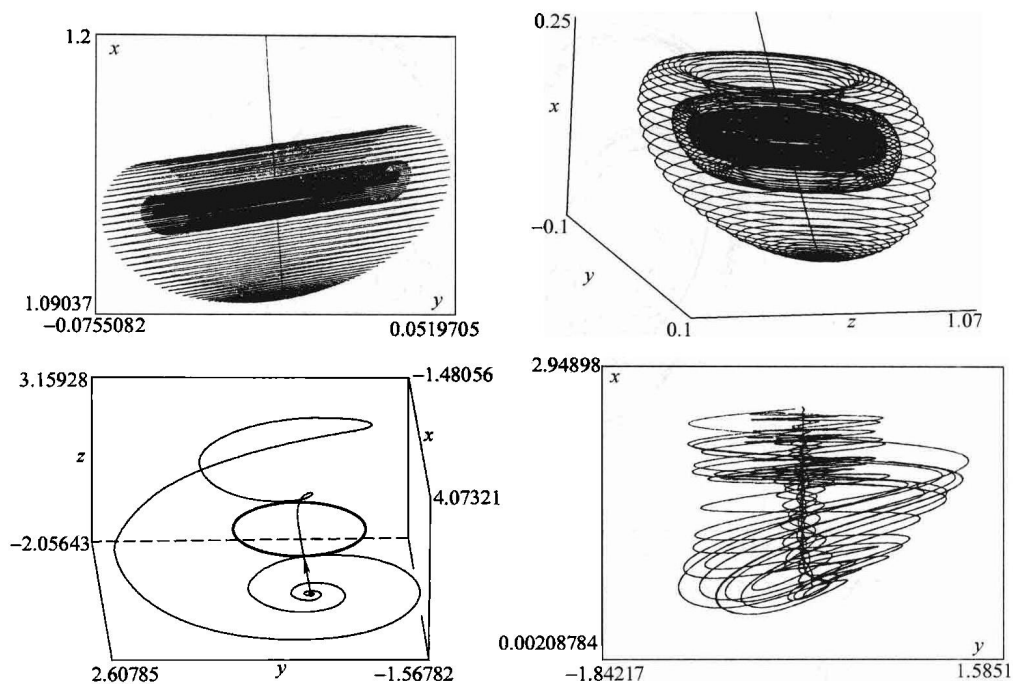 1.2
x
1.09037
y
−0.0755082
0.0519705
0.25
x
−0.1
y
0.1
z
1.07
3.15928
−1.48056
z
x
4.07321
−2.05643
2.60785
y
−1.56782
2.94898
x
0.00208784
y
−1.84217
1.5851